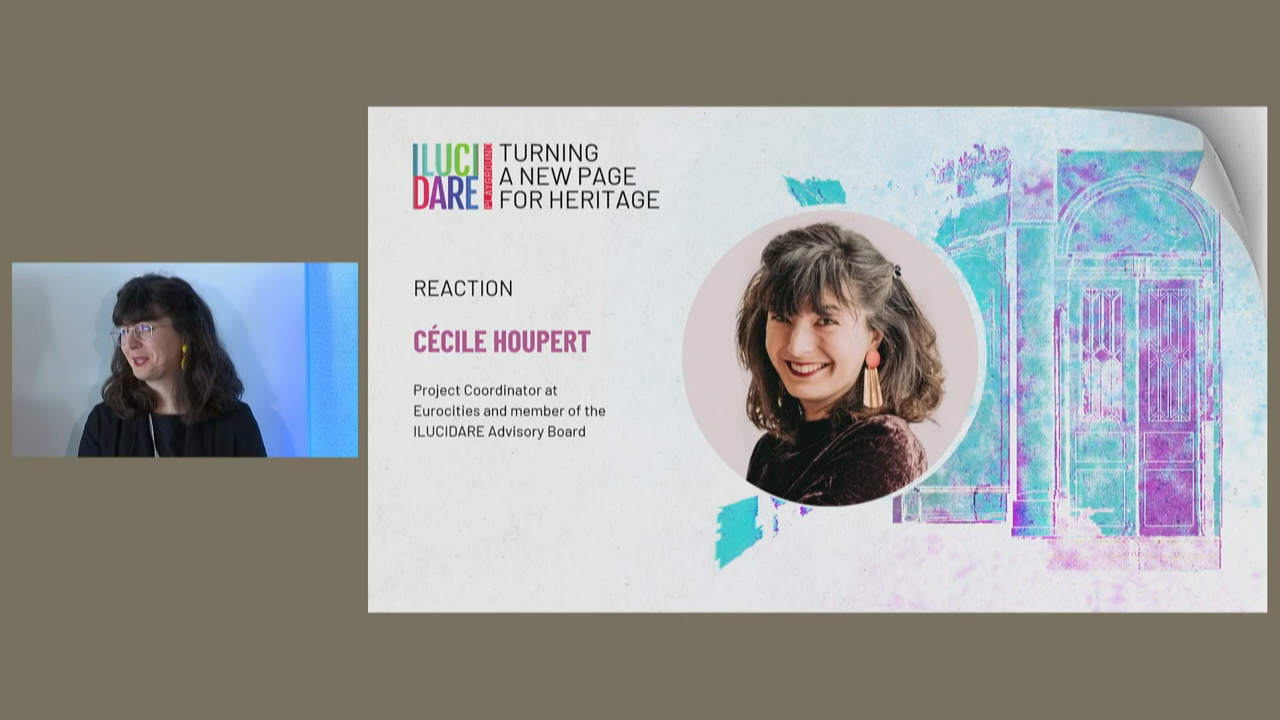 ILUCI
DARE
PLAYGROUND
TURNING
A NEW PAGE
FOR HERITAGE
REACTION
CÉCILE HOUPERT
Project Coordinator at
Eurocities and member of the
ILUCIDARE Advisory Board